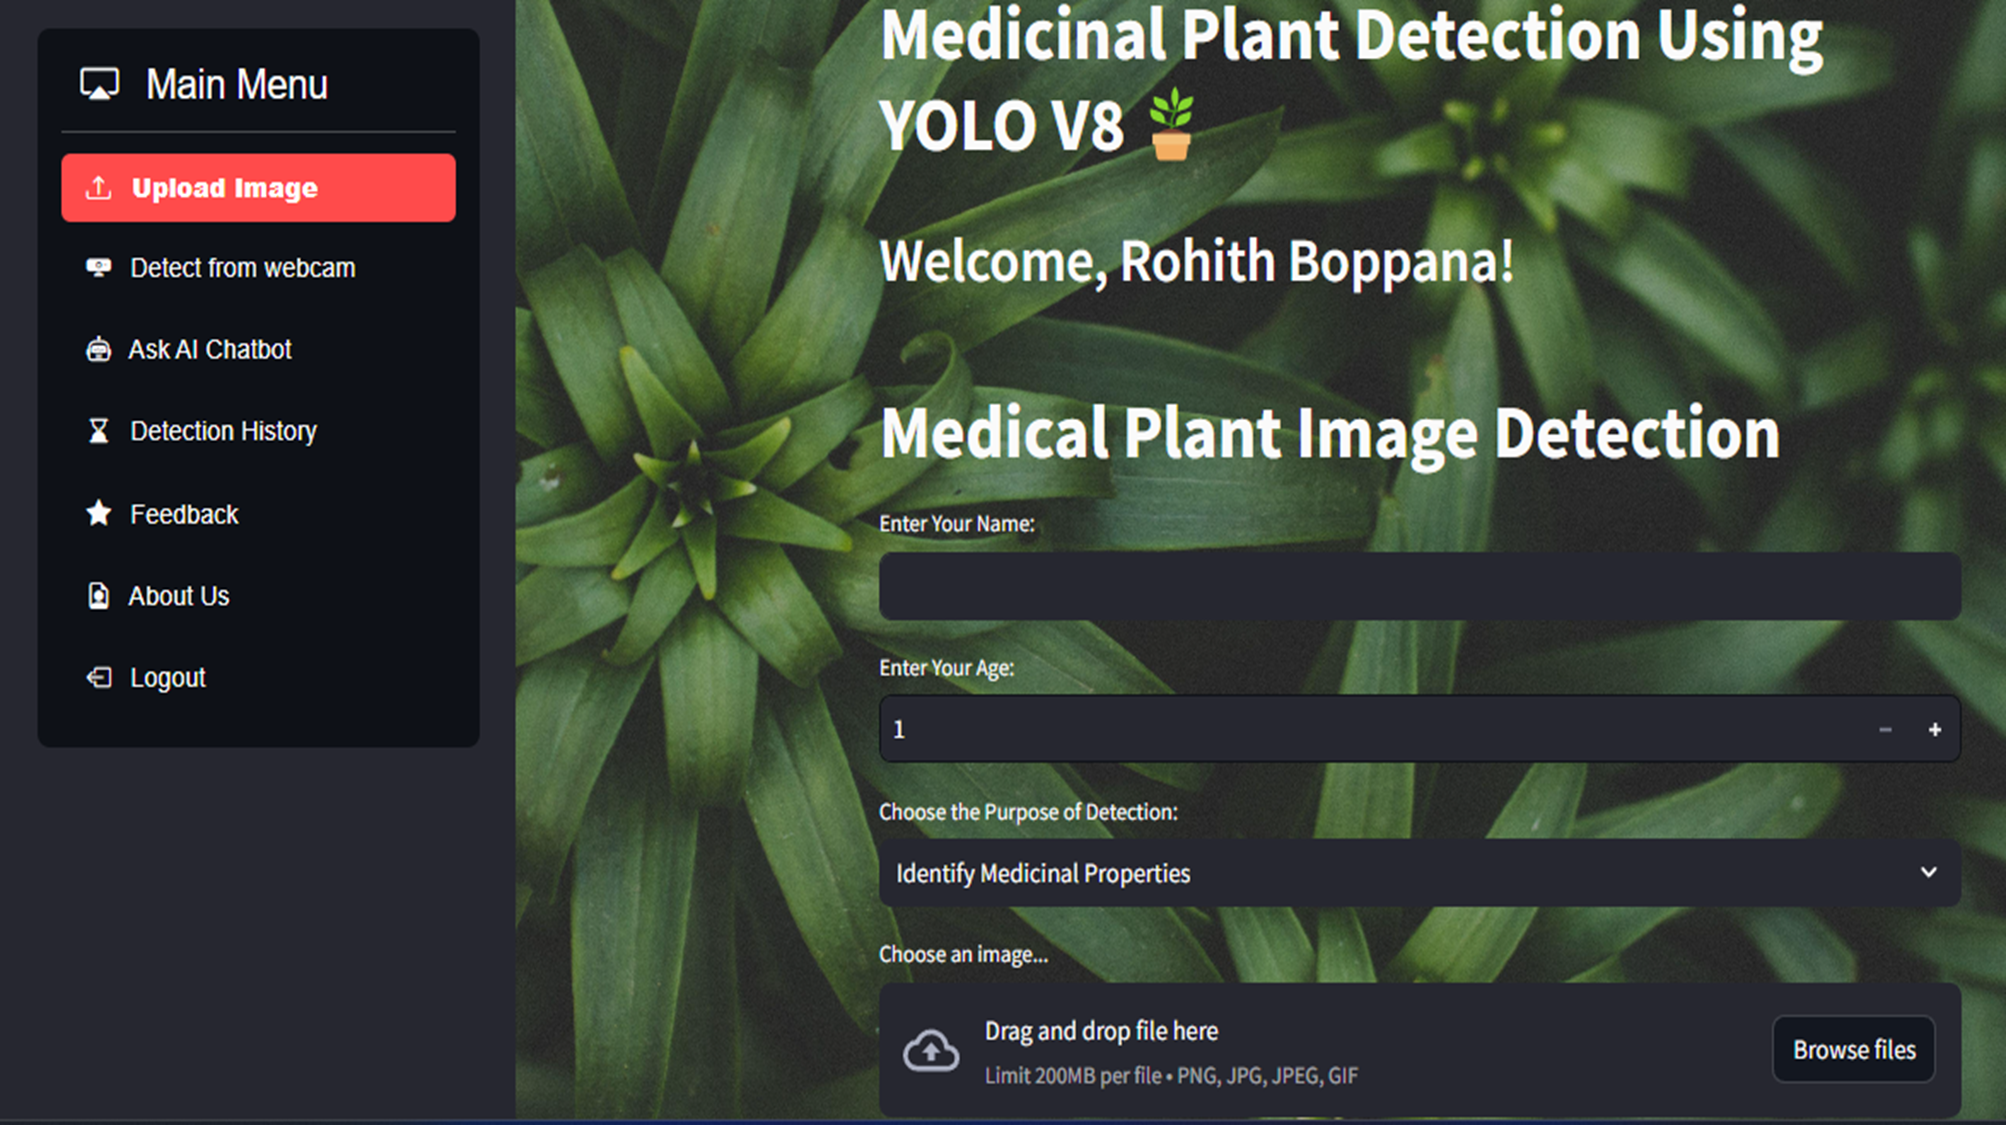 Main Menu
Upload Image
Detect from webcam
Ask AI Chatbot
Detection History
Feedback
About Us
Logout
Medicinal Plant Detection Using
YOLO V8
Welcome, Rohith Boppana!
Medical Plant Image Detection
Enter Your Name:
Enter Your Age:
1
Choose the Purpose of Detection:
Identify Medicinal Properties
Choose an image...
Drag and drop file here
Limit 200MB per file • PNG, JPG, JPEG, GIF
Browse files